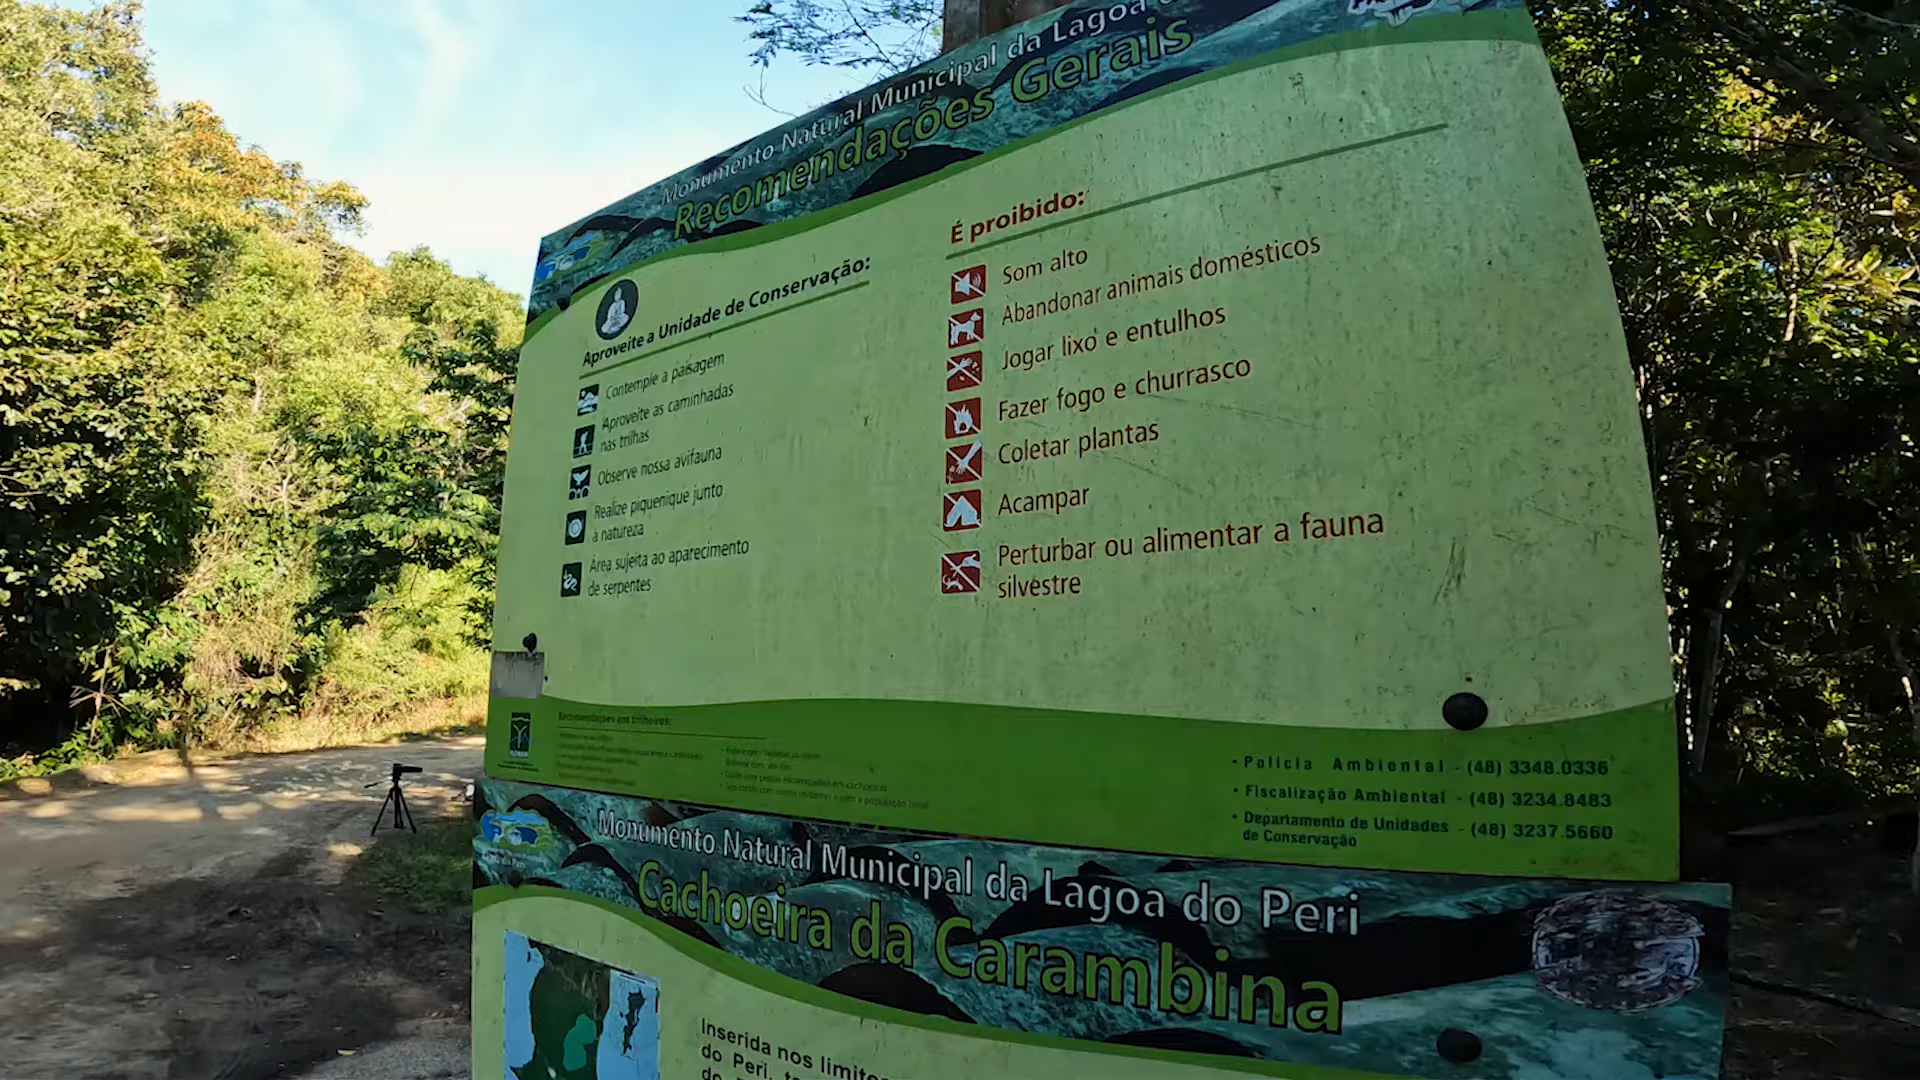 Monumento Natural Municipal da Lagoa
Recomendações Gerais
Aproveite a Unidade de Conservação:
Contemple a paisagem
Aproveite as caminhadas
nas trilhas
Observe nossa avifauna
Realize piquenique junto
à natureza
Área sujeita ao aparecimento
de serpentes
É proibido:
Som alto
Abandonar animais domésticos
Jogar lixo e entulhos
Fazer fogo e churrasco
Coletar plantas
Acampar
Perturbar ou alimentar a fauna
silvestre
Recomendações aos trilheiros:
• Polícia Ambiental - (48) 3348.0336
• Fiscalização Ambiental - (48) 3234.8483
• Departamento de Unidades - (48) 3237.5660
de Conservação
Monumento Natural Municipal da Lagoa do Peri
Cachoeira da Carambina
Inserida nos limites
do Peri,
do